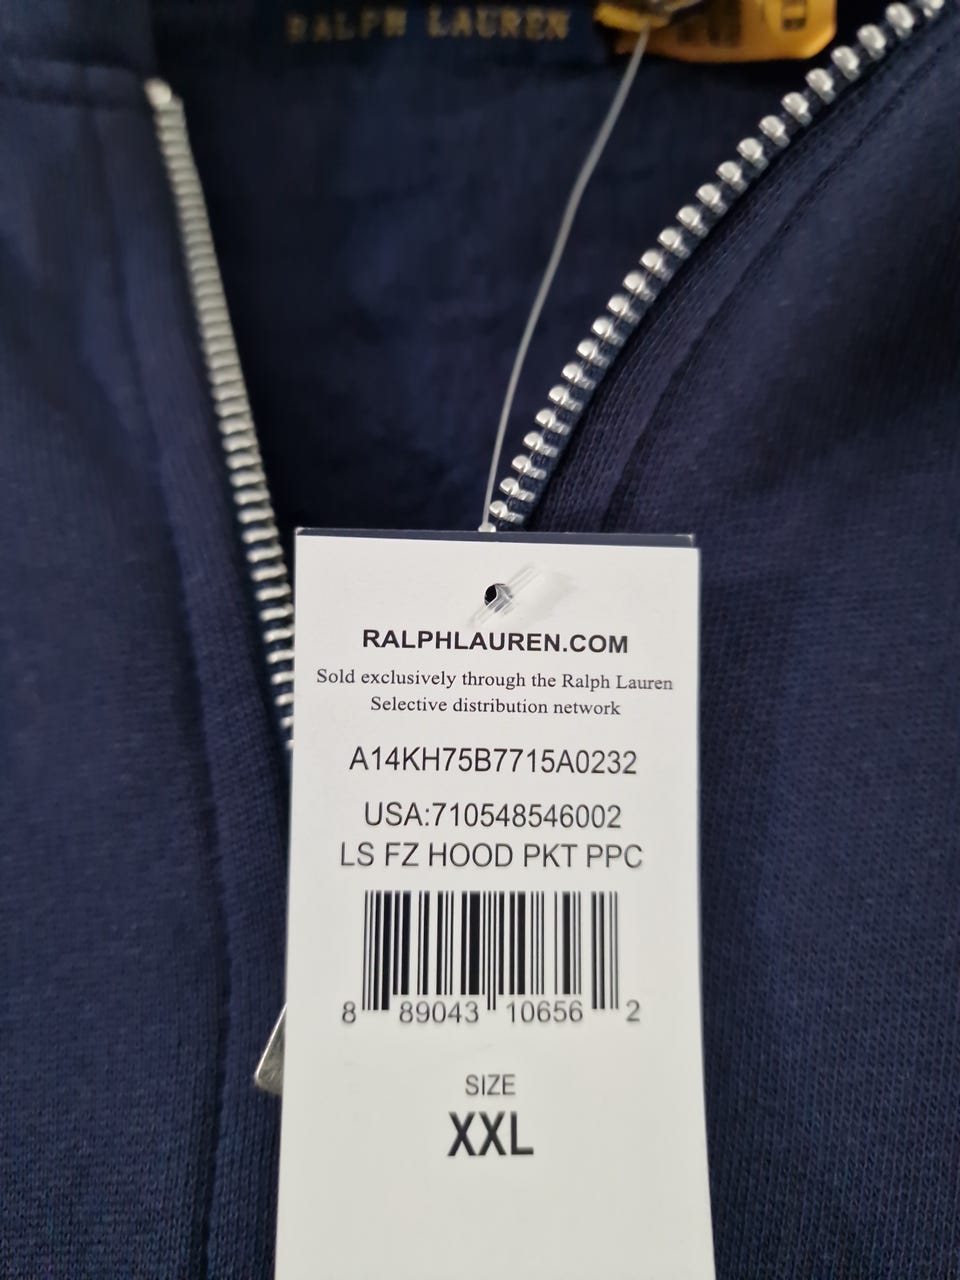 RALPH LAUREN
RALPHLAUREN.COM
Sold exclusively through the Ralph Lauren
Selective distribution network
A14KH75B7715A0232
USA:710548546002
LS FZ HOOD PKT PPC
8 89043 10656 2
SIZE
XXL